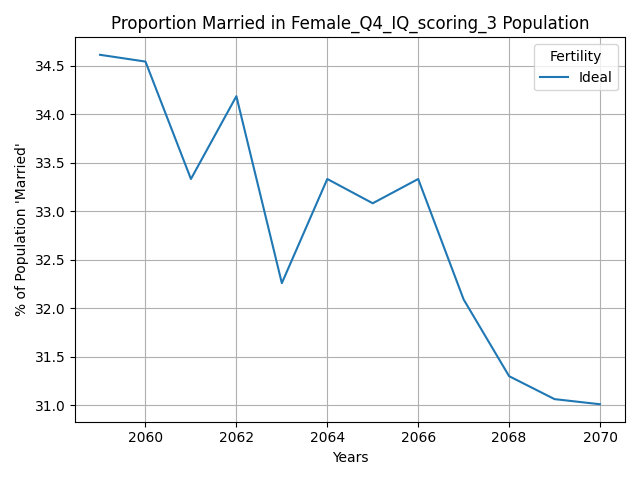 Proportion Married in Female_Q4_IQ_scoring_3 Population
Fertility
Ideal
% of Population 'Married'
34.5
34.0
33.5
33.0
32.5
32.0
31.5
31.0
2060 2062 2064 2066 2068 2070
Years